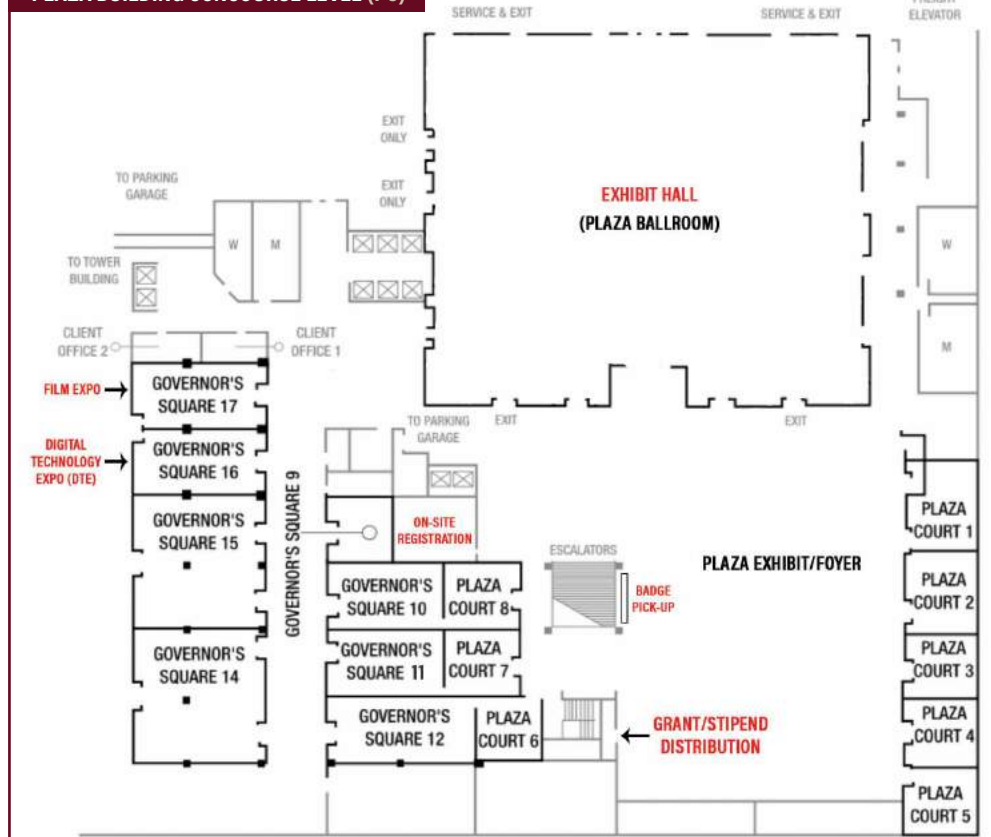 SERVICE & EXIT
SERVICE & EXIT
ELEVATOR
EXIT
ONLY
EXIT
ONLY
TO PARKING
GARAGE
EXHIBIT HALL
(PLAZA BALLROOM)
W
M
W
TO TOWER
BUILDING
CLIENT
OFFICE 2
CLIENT
OFFICE 1
M
FILM EXPO
GOVERNOR'S
SQUARE 17
EXIT
EXIT
TO PARKING
GARAGE
DIGITAL
TECHNOLOGY
EXPO (DTE)
GOVERNOR'S
SQUARE 16
GOVERNOR'S
SQUARE 15
GOVERNOR'S SQUARE 9
ON-SITE
REGISTRATION
PLAZA
COURT 1
ESCALATORS
PLAZA EXHIBIT/FOYER
GOVERNOR'S
SQUARE 10
PLAZA
COURT 8
BADGE
PICK-UP
PLAZA
COURT 2
GOVERNOR'S
SQUARE 14
GOVERNOR'S
SQUARE 11
PLAZA
COURT 7
PLAZA
COURT 3
GOVERNOR'S
SQUARE 12
PLAZA
COURT 6
GRANT/STIPEND
DISTRIBUTION
PLAZA
COURT 4
PLAZA
COURT 5